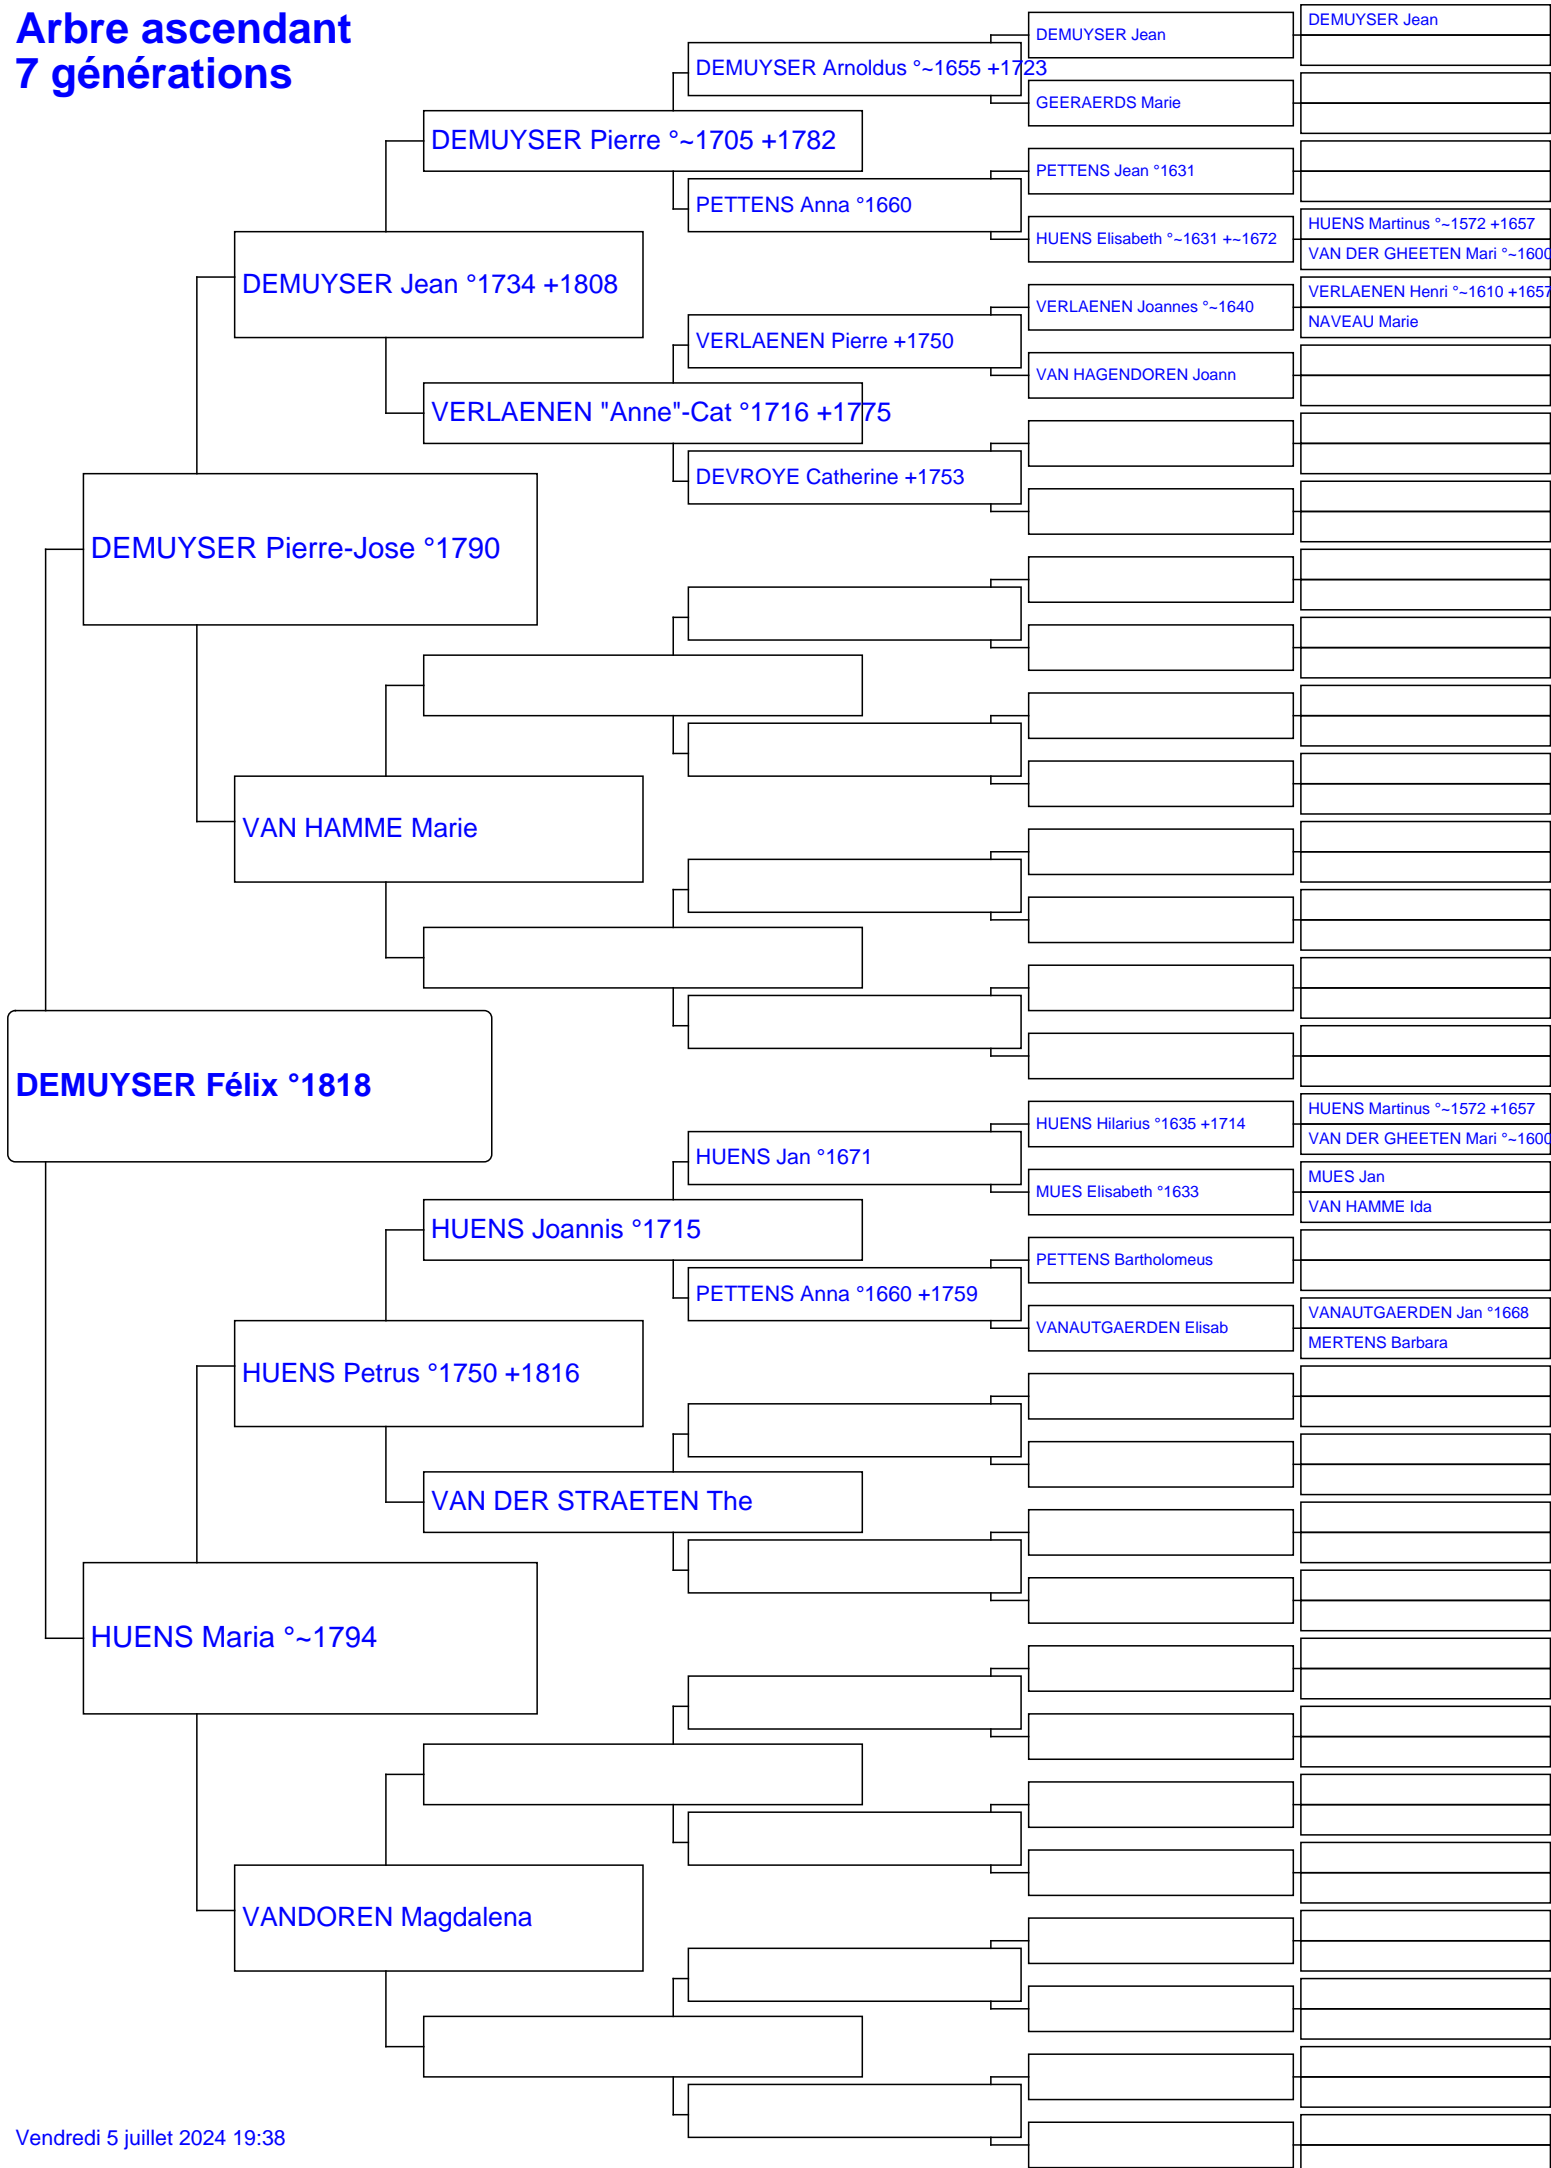 Arbre ascendant
7 générations
DEMUYSER Jean
DEMUYSER Jean
DEMUYSER Arnoldus °~1655 +1723
GEERAERDS Marie
DEMUYSER Pierre °~1705 +1782
PETTENS Jean °1631
PETTENS Anna °1660
HUENS Martinus °~1572 +1657
HUENS Elisabeth °~1631 +~1672
VAN DER GHEETEN Mari °~1600
DEMUYSER Jean °1734 +1808
VERLAENEN Henri °~1610 +1657
VERLAENEN Joannes °~1640
NAVEAU Marie
VERLAENEN Pierre +1750
VAN HAGENDOREN Joann
VERLAENEN "Anne"-Cat °1716 +1775
DEVROYE Catherine +1753
DEMUYSER Pierre-Jose °1790
VAN HAMME Marie
DEMUYSER Félix °1818
HUENS Martinus °~1572 +1657
HUENS Hilarius °1635 +1714
VAN DER GHEETEN Mari °~1600
HUENS Jan °1671
MUES Jan
MUES Elisabeth °1633
VAN HAMME Ida
HUENS Joannis °1715
PETTENS Bartholomeus
PETTENS Anna °1660 +1759
VANAUTGAERDEN Jan °1668
VANAUTGAERDEN Elisab
MERTENS Barbara
HUENS Petrus °1750 +1816
VAN DER STRAETEN The
HUENS Maria °~1794
VANDOREN Magdalena
Vendredi 5 juillet 2024 19:38